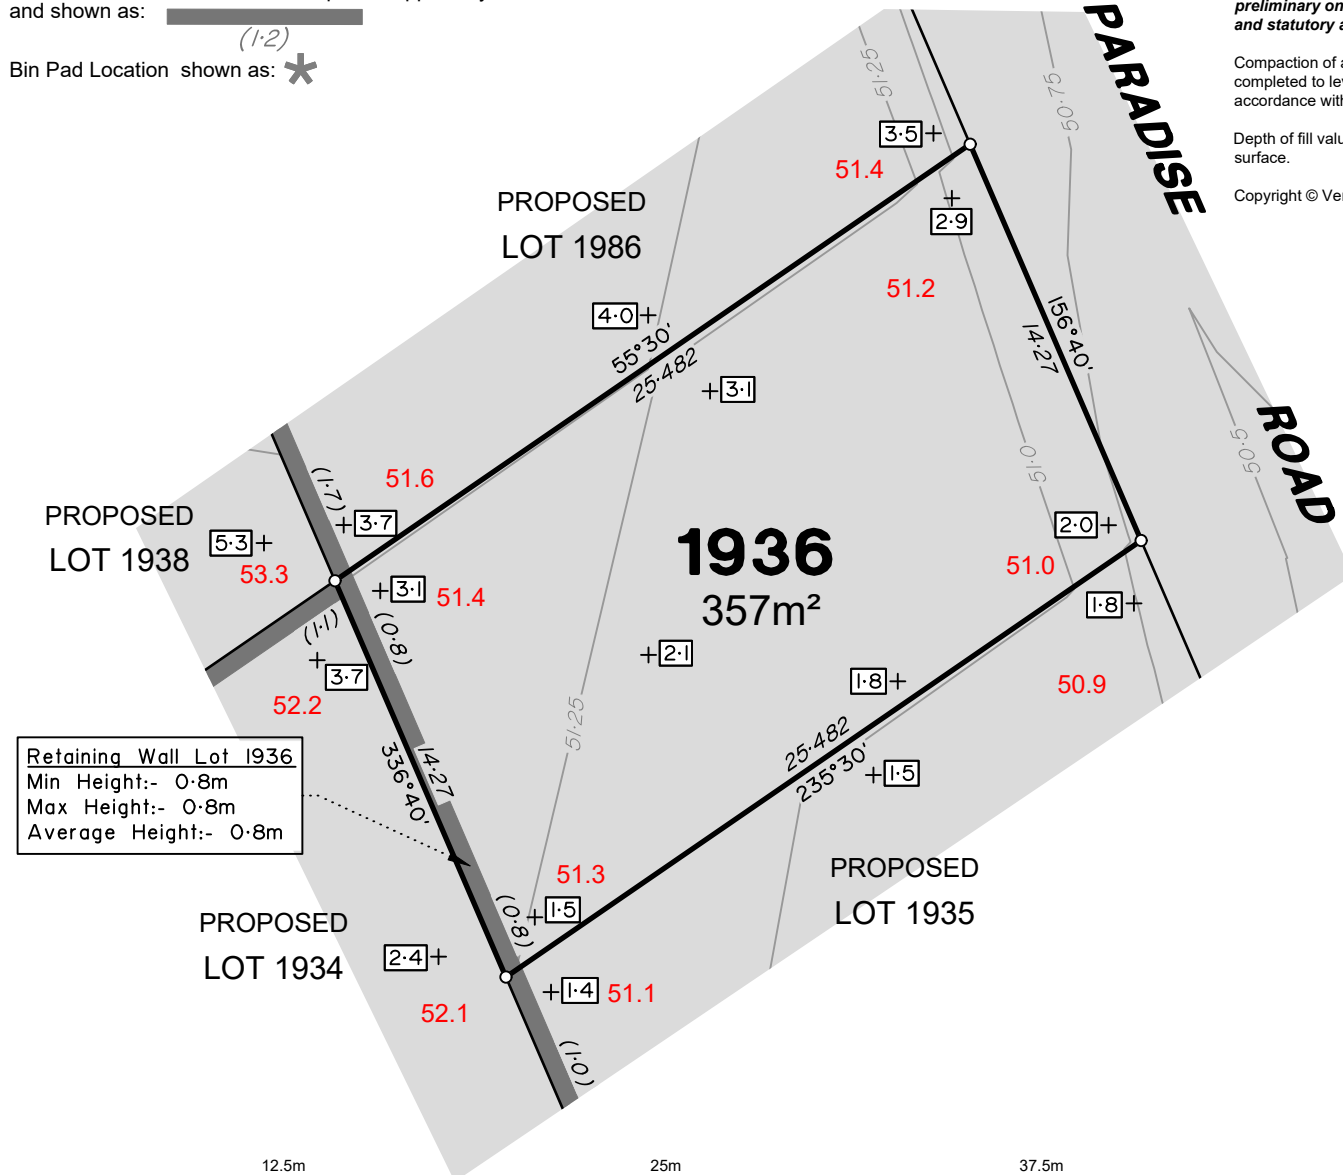 and shown as:
(1·2)
Bin Pad Location shown as:
preliminary on
and statutory a
Compaction of a
completed to lev
accordance with
Depth of fill valu
surface.
Copyright © Ver
PARADISE
ROAD
51·25
50·75
3·5
51.4
2·9
51.2
PROPOSED
LOT 1986
4·0
55°30'
25·482
3·1
156°40'
14·27
51·0
50·5
51.6
(1·7)
3·7
PROPOSED
LOT 1938
5·3
53.3
3·1
51.4
(1·1)
(0·8)
3·7
52.2
1936
357m²
2·0
51.0
1·8
50.9
2·1
1·8
51·25
25·482
235°30'
1·5
Retaining Wall Lot 1936
Min Height:- 0·8m
Max Height:- 0·8m
Average Height:- 0·8m
336°40'
14·27
51.3
1·5
(0·8)
PROPOSED
LOT 1935
PROPOSED
LOT 1934
2·4
52.1
1·4
51.1
(1·0)
12.5m
25m
37.5m